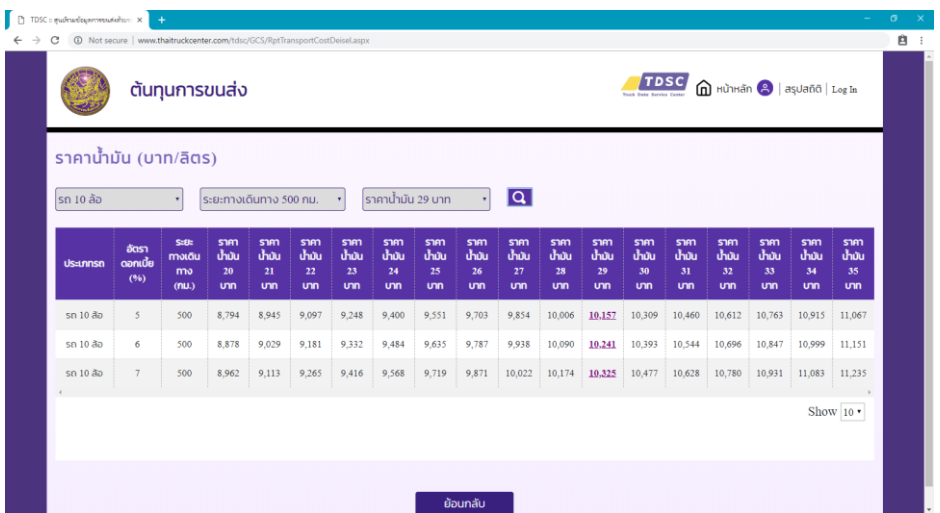 TDSC :: ศูนย์รวมข้อมูลการขนส่งด้วยร
Not secure | www.thaitruckcenter.com/tdsc/GCS/RptTransportCostDeisel.aspx
ต้นทุนการขนส่ง
TDSC
Truck Data Service Center
หน้าหลัก | สรุปสถิติ | Log In
ราคาน้ำมัน (บาท/ลิตร)
รถ 10 ล้อ ระยะทางเดินทาง 500 กม. ราคาน้ำมัน 29 บาท
ประเภทรถ อัตราดอกเบี้ย (%) ระยะทางเดินทาง (กม.) ราคาน้ำมัน 20 บาท ราคาน้ำมัน 21 บาท ราคาน้ำมัน 22 บาท ราคาน้ำมัน 23 บาท ราคาน้ำมัน 24 บาท ราคาน้ำมัน 25 บาท ราคาน้ำมัน 26 บาท ราคาน้ำมัน 27 บาท ราคาน้ำมัน 28 บาท ราคาน้ำมัน 29 บาท ราคาน้ำมัน 30 บาท ราคาน้ำมัน 31 บาท ราคาน้ำมัน 32 บาท ราคาน้ำมัน 33 บาท ราคาน้ำมัน 34 บาท ราคาน้ำมัน 35 บาท
รถ 10 ล้อ 5 500 8,794 8,945 9,097 9,248 9,400 9,551 9,703 9,854 10,006 10,157 10,309 10,460 10,612 10,763 10,915 11,067
รถ 10 ล้อ 6 500 8,878 9,029 9,181 9,332 9,484 9,635 9,787 9,938 10,090 10,241 10,393 10,544 10,696 10,847 10,999 11,151
รถ 10 ล้อ 7 500 8,962 9,113 9,265 9,416 9,568 9,719 9,871 10,022 10,174 10,325 10,477 10,628 10,780 10,931 11,083 11,235
Show 10
ย้อนกลับ